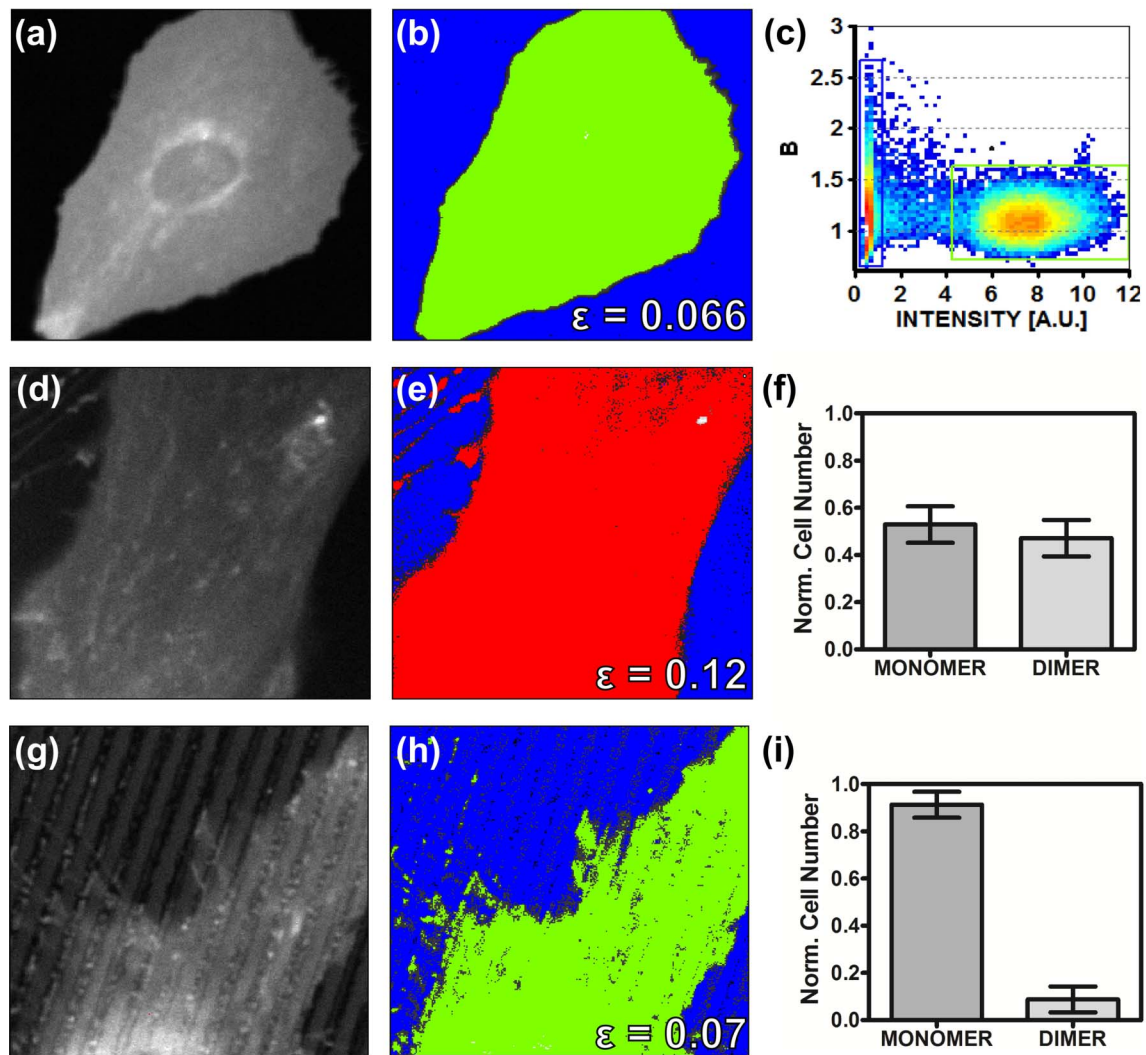 (a)
(b)
ε = 0.066
(c)
3
2.5
2
1.5
1
B
0 2 4 6 8 10 12
INTENSITY [A.U.]
(d)
(e)
ε = 0.12
(f)
1.0
0.8
0.6
0.4
0.2
0.0
Norm. Cell Number
MONOMER DIMER
(g)
(h)
ε = 0.07
(i)
1.0
0.8
0.6
0.4
0.2
0.0
Norm. Cell Number
MONOMER DIMER